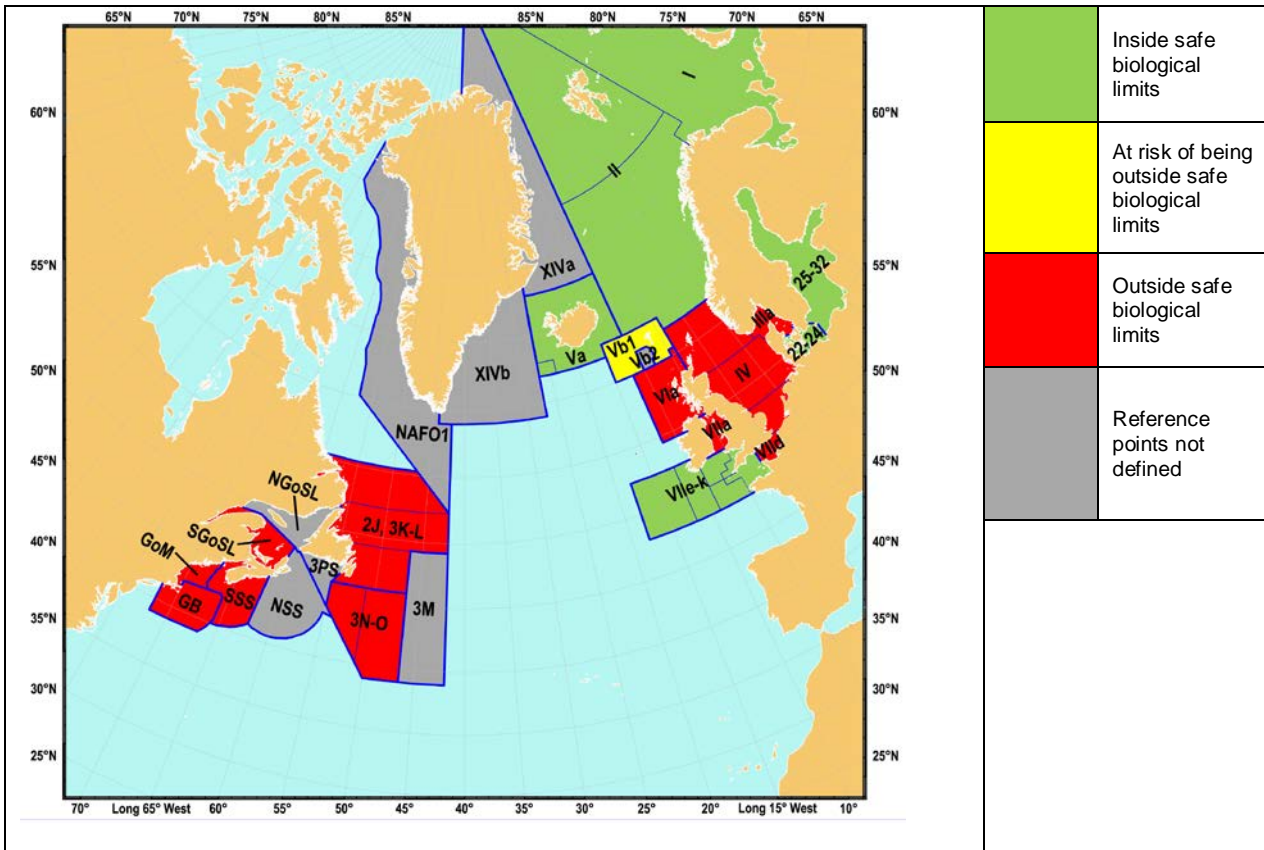 65°N 70°N 75°N 80°N 85°N 85°N 80°N 75°N 70°N 65°N
60°N
55°N
50°N
45°N
40°N
35°N
30°N
25°N
60°N
55°N
50°N
45°N
40°N
35°N
30°N
25°N
I
II
XIVa
25-32
IIIa
22-24
Va
Vb1
Vb2
XIVb
IV
VIa
VIIa
VIId
NAFO1
VIIe-k
NGoSL
SGoSL
GoM
2J, 3K-L
3PS
GB
SSS
NSS
3N-O
3M
70° Long 65° West 60° 55° 50° 45° 40° 35° 30° 25° 20° Long 15° West 10°
Inside safe
biological
limits
At risk of being
outside safe
biological
limits
Outside safe
biological
limits
Reference
points not
defined